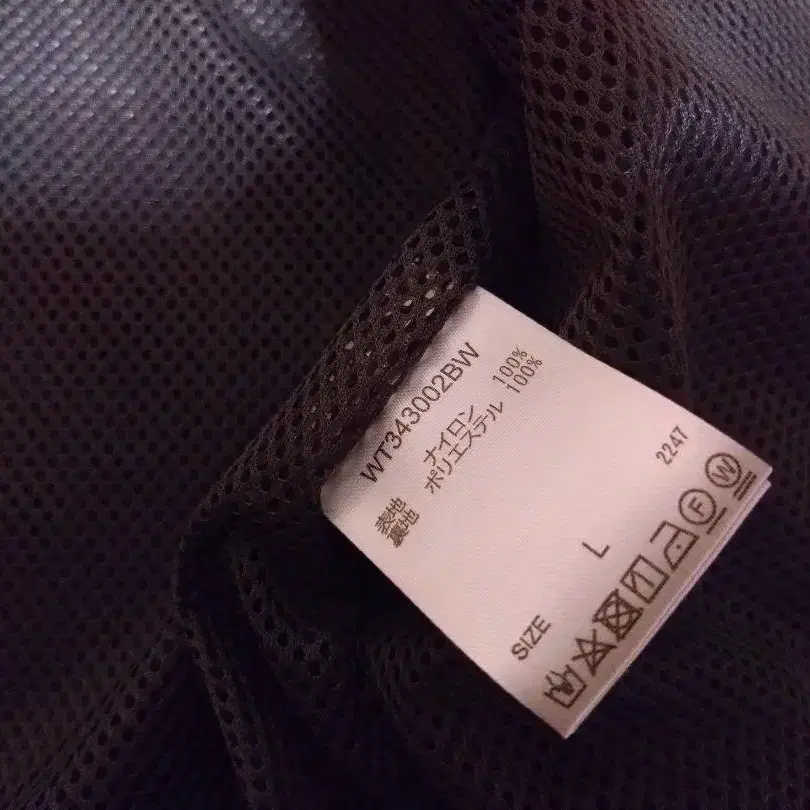 WT343002BW
表地 ナイロン 100%
裏地 ポリエステル 100%
2247
SIZE L
F W